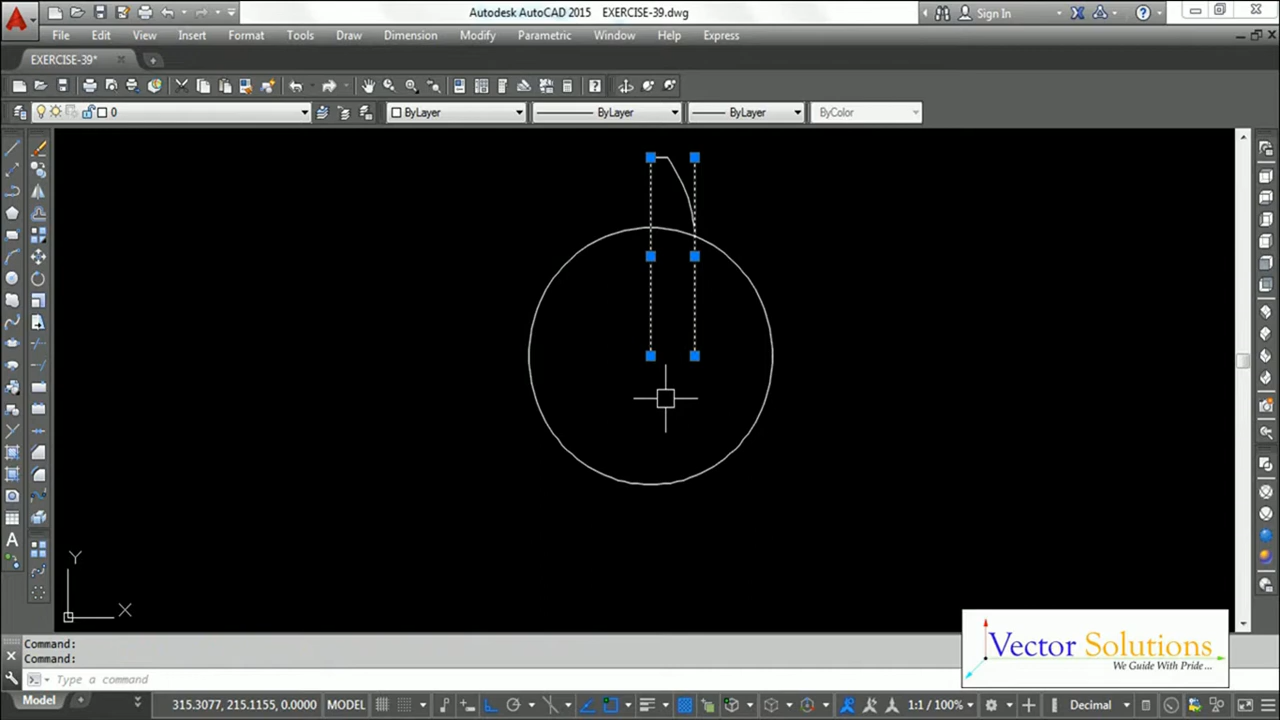 Autodesk AutoCAD 2015 EXERCISE-39.dwg
Sign In
File Edit View Insert Format Tools Draw Dimension Modify Parametric Window Help Express
EXERCISE-39*
0
ByLayer
ByLayer
ByLayer
ByColor
Y
X
Command:
Command:
Type a command
Vector Solutions
We Guide With Pride ...
Model
315.3077, 215.1155, 0.0000 MODEL
1:1 / 100%
Decimal